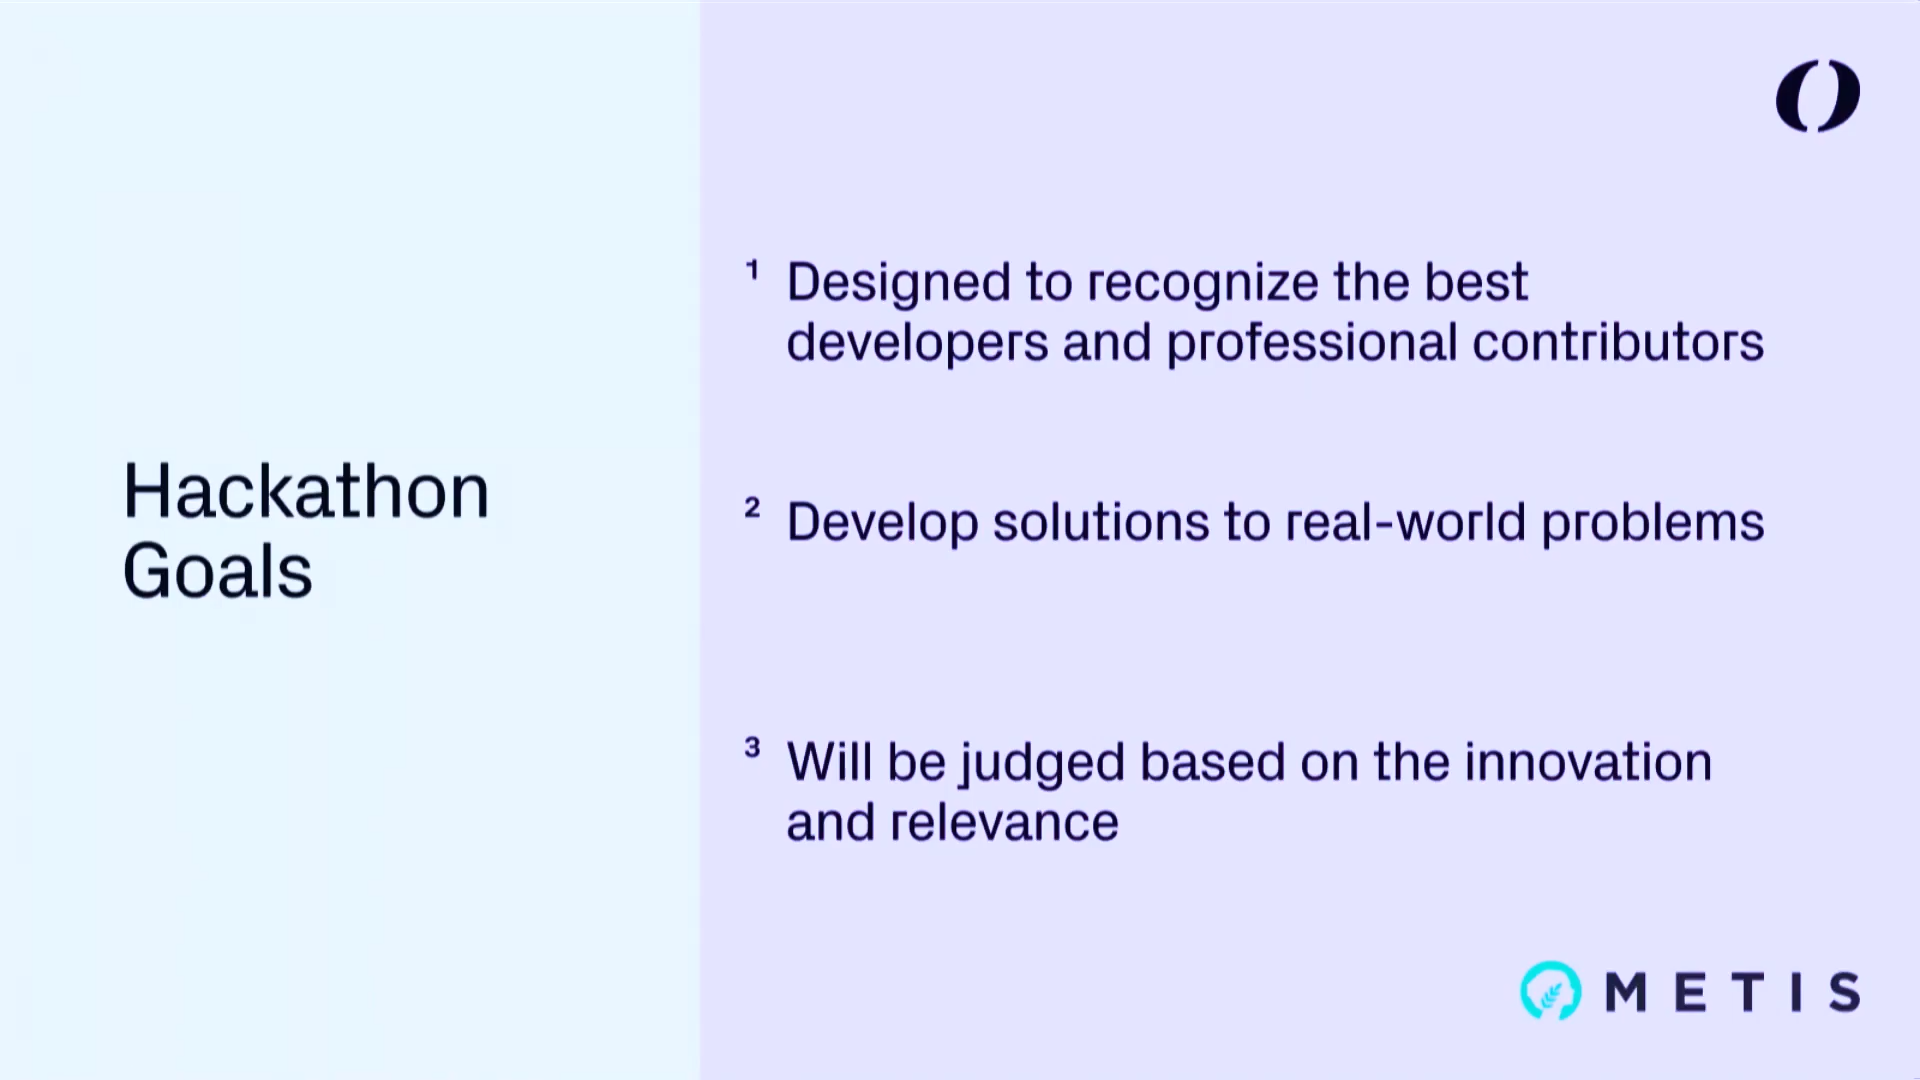 Hackathon
Goals
¹ Designed to recognize the best
developers and professional contributors
² Develop solutions to real-world problems
³ Will be judged based on the innovation
and relevance
METIS